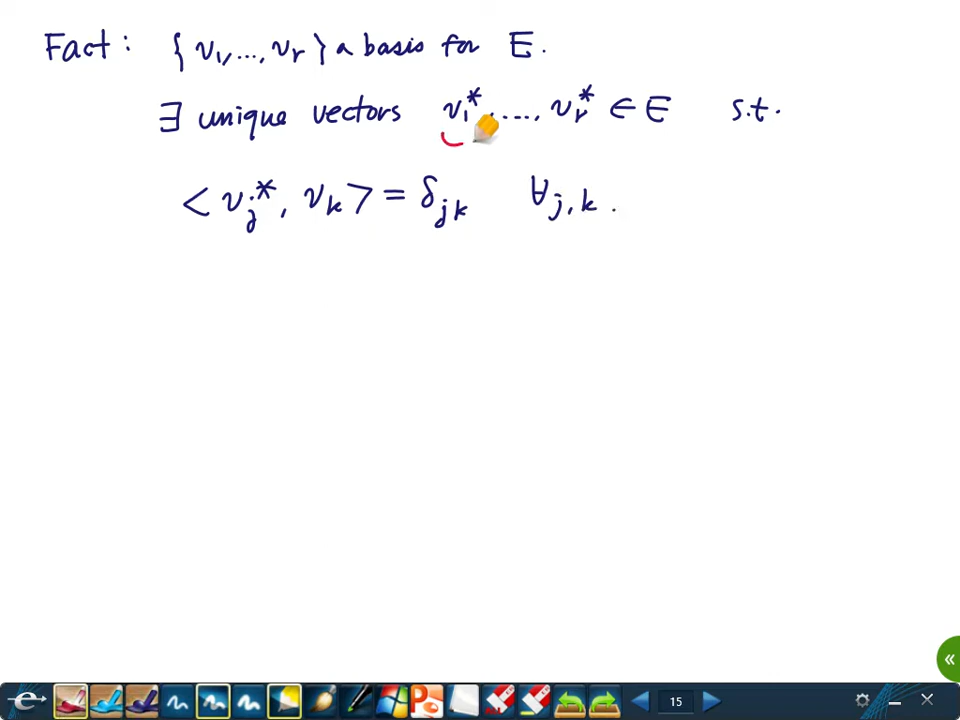 Fact: {v₁,...,vᵣ} a basis for E.
∃ unique vectors v₁*,....,vᵣ* ∈ E s.t.
<vⱼ*, vₖ> = δⱼₖ ∀j,k.
15